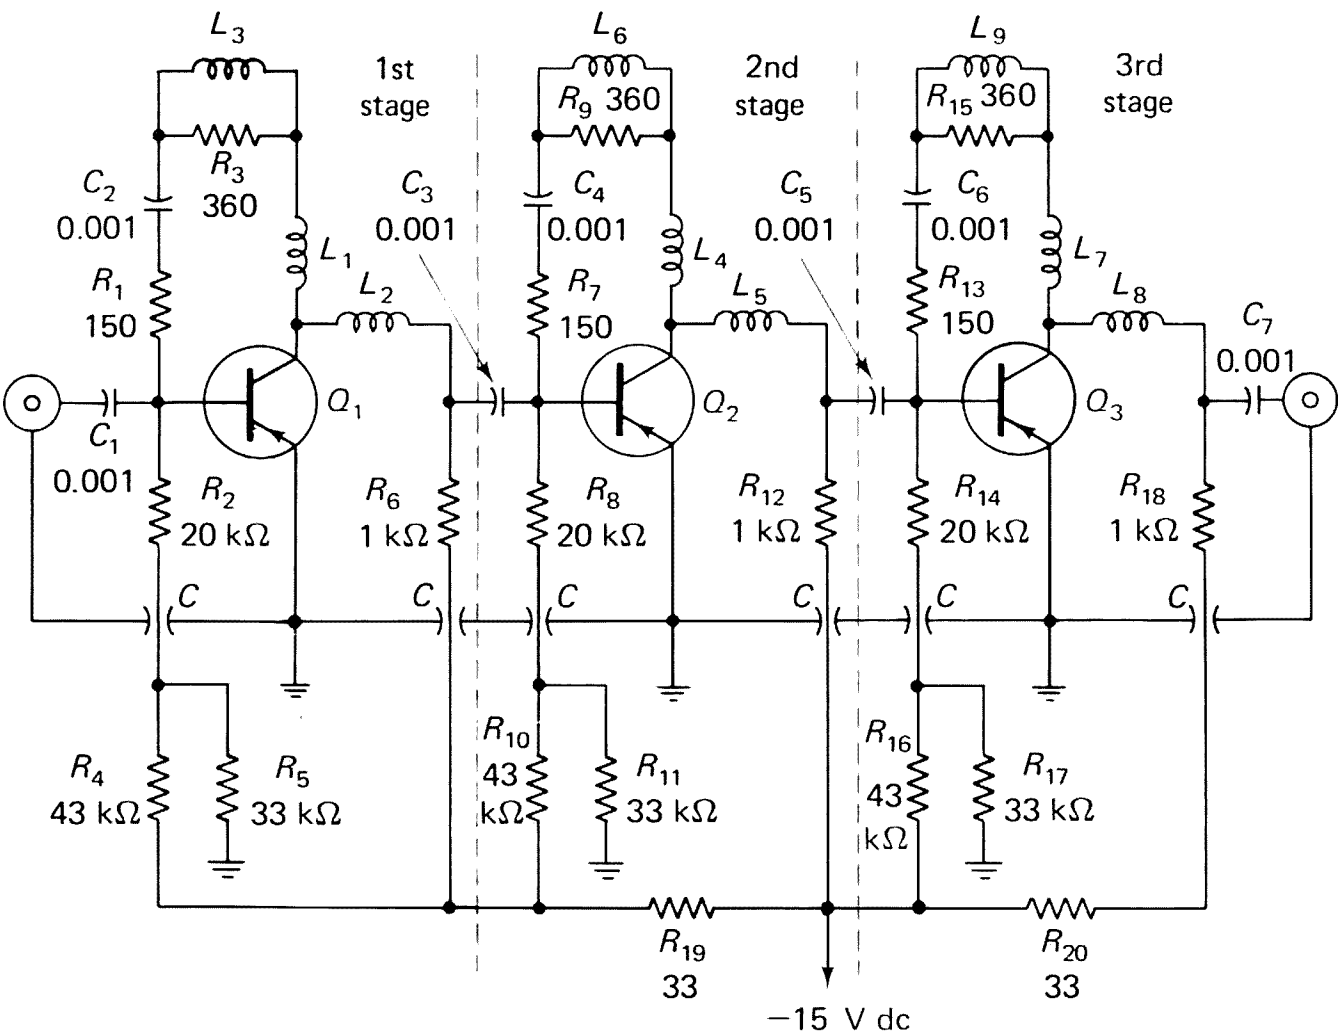 L3
L6
L9
1st
stage
2nd
stage
3rd
stage
R9 360
R15 360
R3
360
C2
0.001
C3
0.001
C4
0.001
C5
0.001
C6
0.001
L1
L4
L7
R1
150
L2
R7
150
L5
R13
150
L8
C7
0.001
Q1
Q2
Q3
C1
0.001
R2
20 kΩ
R6
1 kΩ
R8
20 kΩ
R12
1 kΩ
R14
20 kΩ
R18
1 kΩ
C
C
C
C
C
C
R4
43 kΩ
R5
33 kΩ
R10
43
kΩ
R11
33 kΩ
R16
43
kΩ
R17
33 kΩ
R19
33
R20
33
−15 V dc